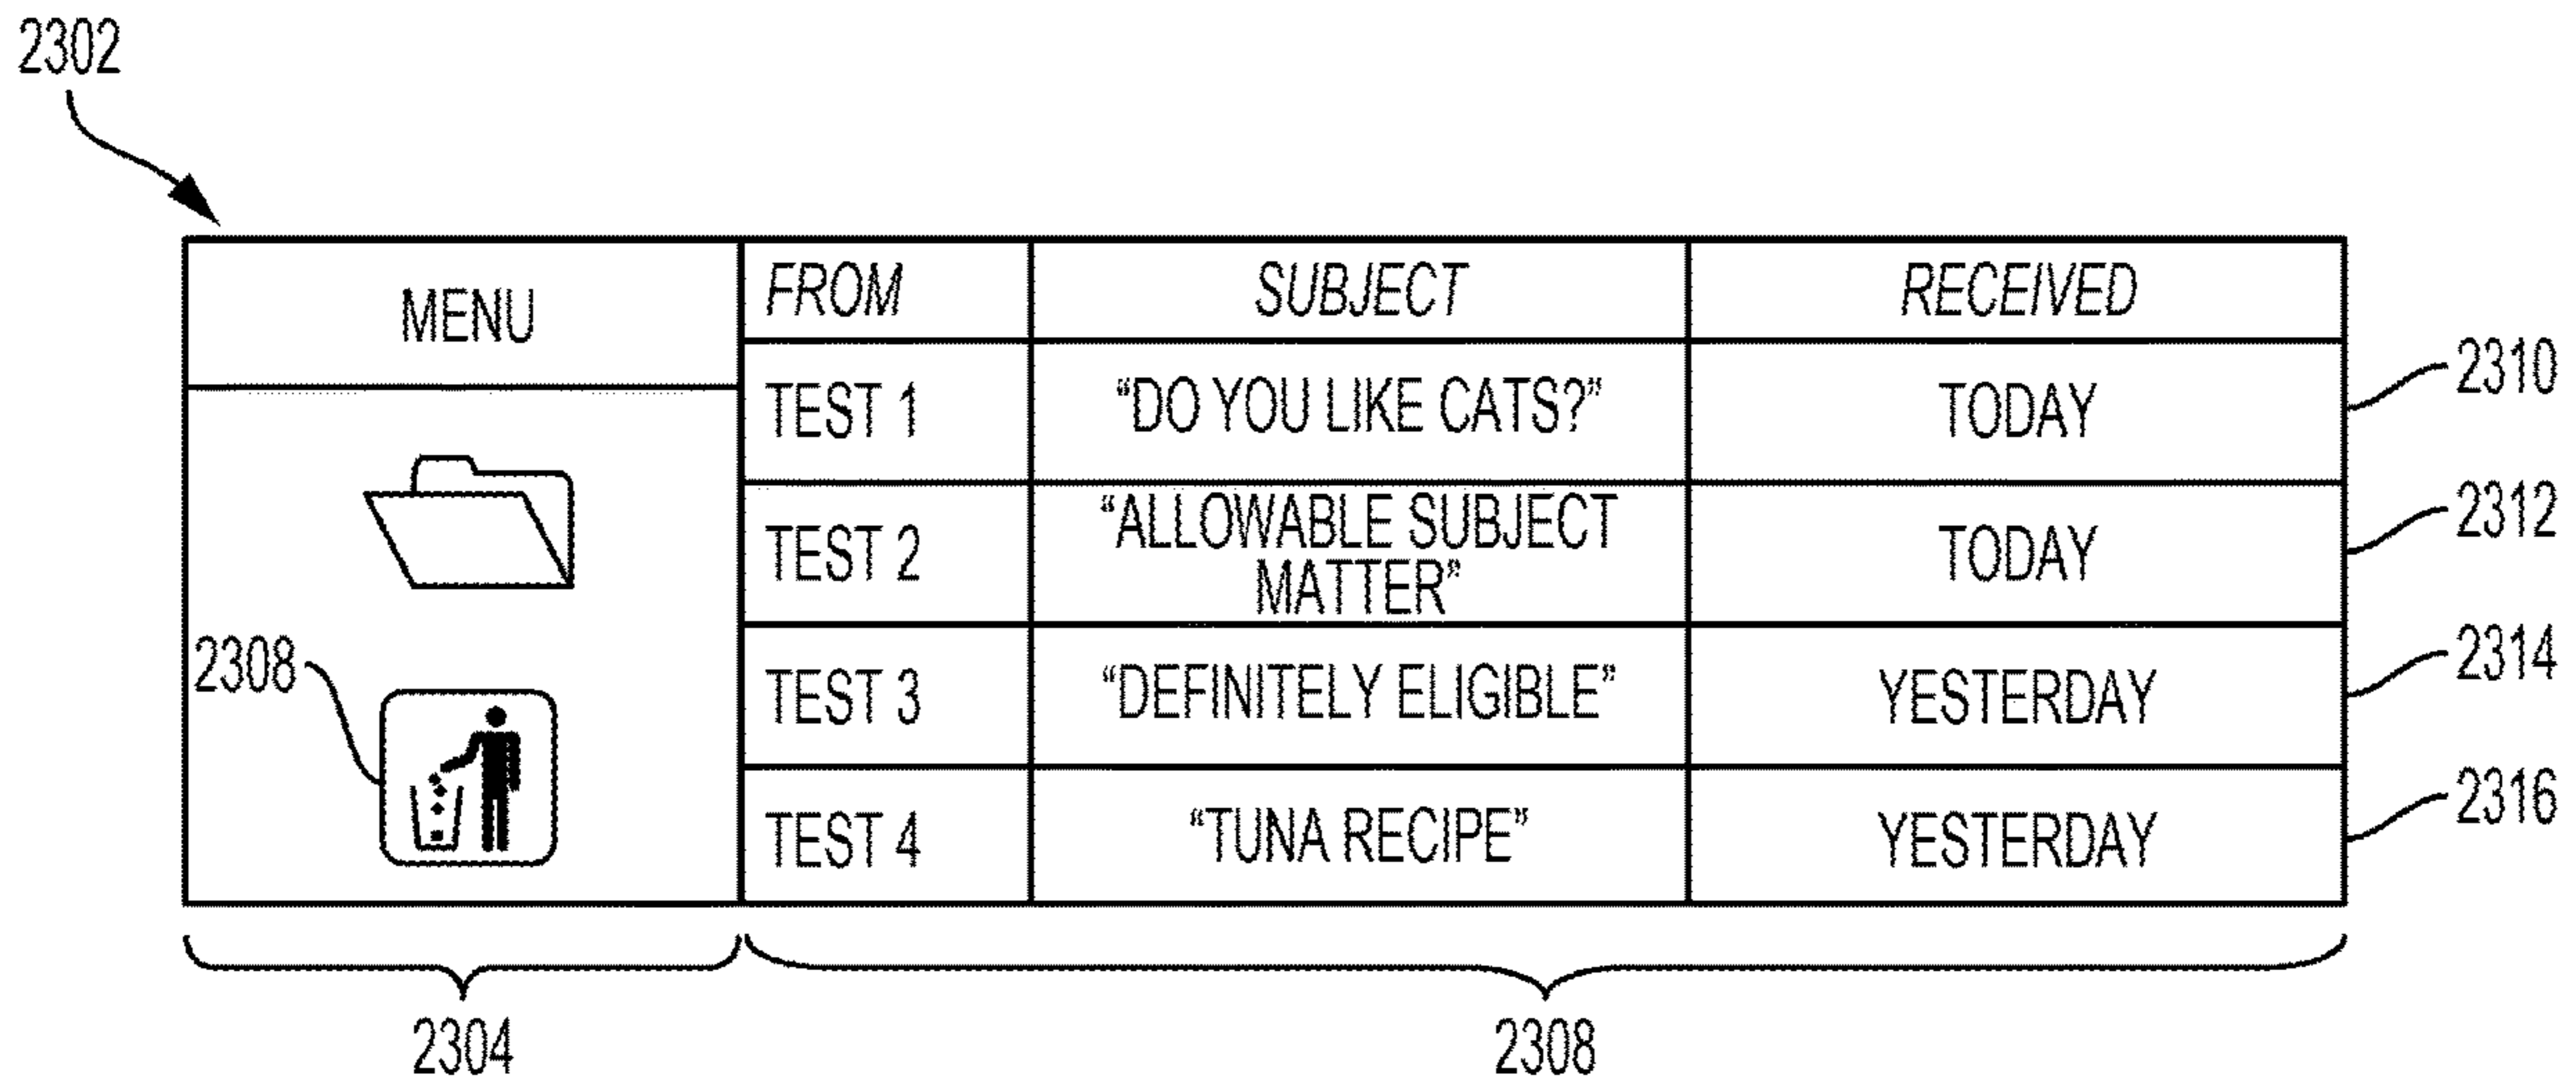 2302
MENU
FROM
SUBJECT
RECEIVED
TEST 1
“DO YOU LIKE CATS?”
TODAY
2310
TEST 2
“ALLOWABLE SUBJECT
MATTER”
TODAY
2312
2308
TEST 3
“DEFINITELY ELIGIBLE”
YESTERDAY
2314
TEST 4
“TUNA RECIPE”
YESTERDAY
2316
2304
2308